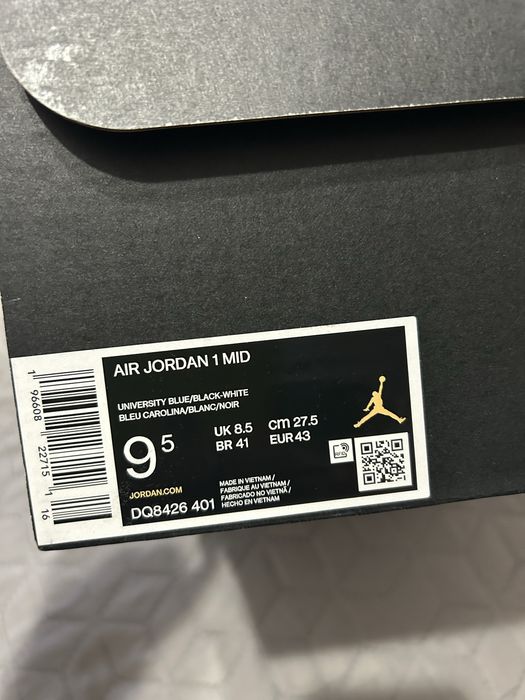 AIR JORDAN 1 MID
UNIVERSITY BLUE/BLACK-WHITE
BLEU CAROLINA/BLANC/NOIR
9 5
UK 8.5 cm 27.5
BR 41 EUR 43
JORDAN.COM
DQ8426 401
MADE IN VIETNAM /
FABRIQUE AU VIETNAM /
FABRICADO NO VIETNÃ /
HECHO EN VIETNAM
1 96608 22715 1 16